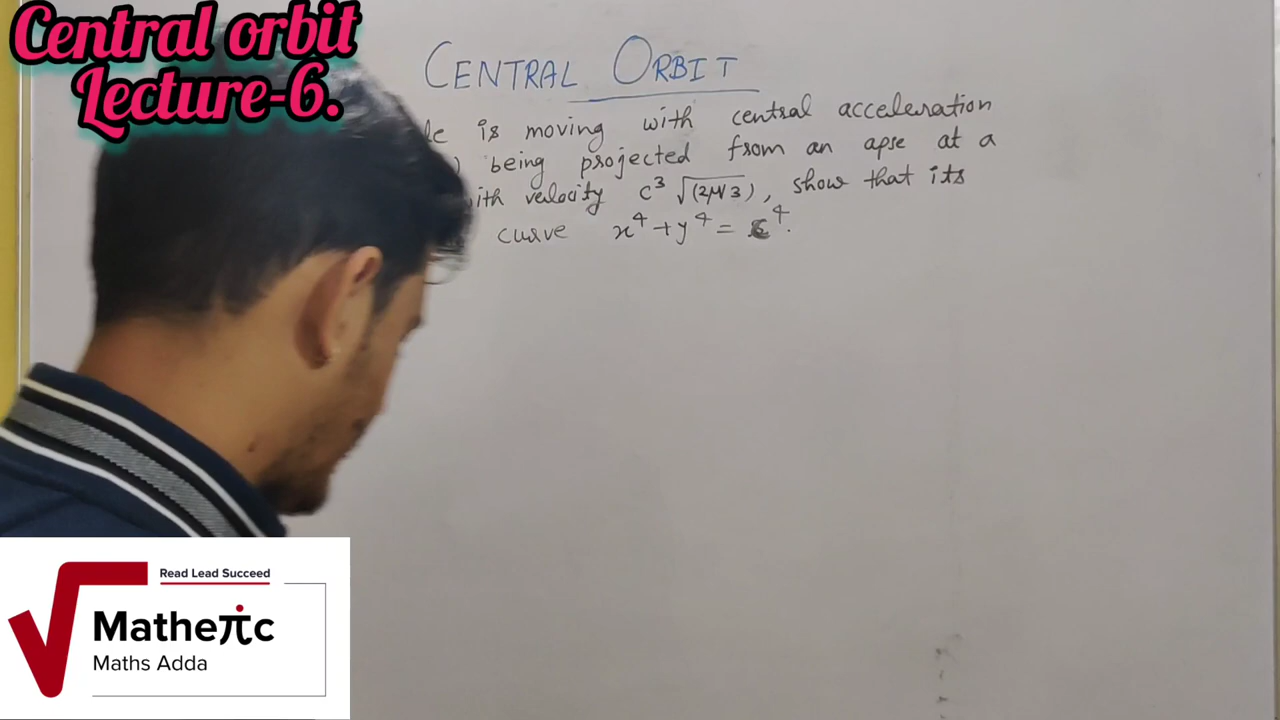 Central orbit
Lecture-6.
CENTRAL ORBIT
le is moving with central acceleration
) being projected from an apse at a
ith velocity c³ √(2μ/3), show that its
curve x⁴ + y⁴ = c⁴.
Read Lead Succeed
Matheπc
Maths Adda